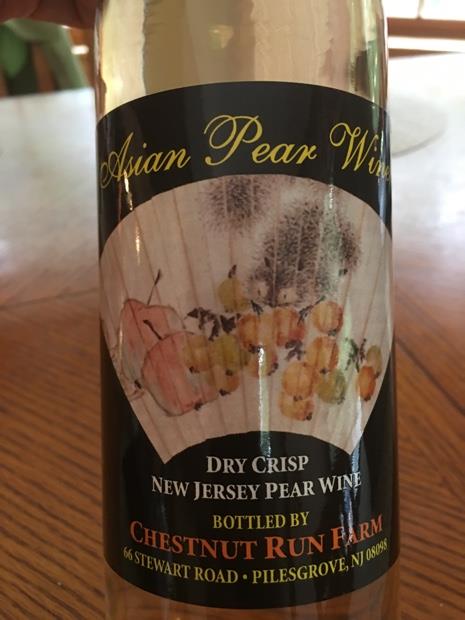 Asian Pear Wine
DRY CRISP
NEW JERSEY PEAR WINE
BOTTLED BY
CHESTNUT RUN FARM
66 STEWART ROAD • PILESGROVE, NJ 08098